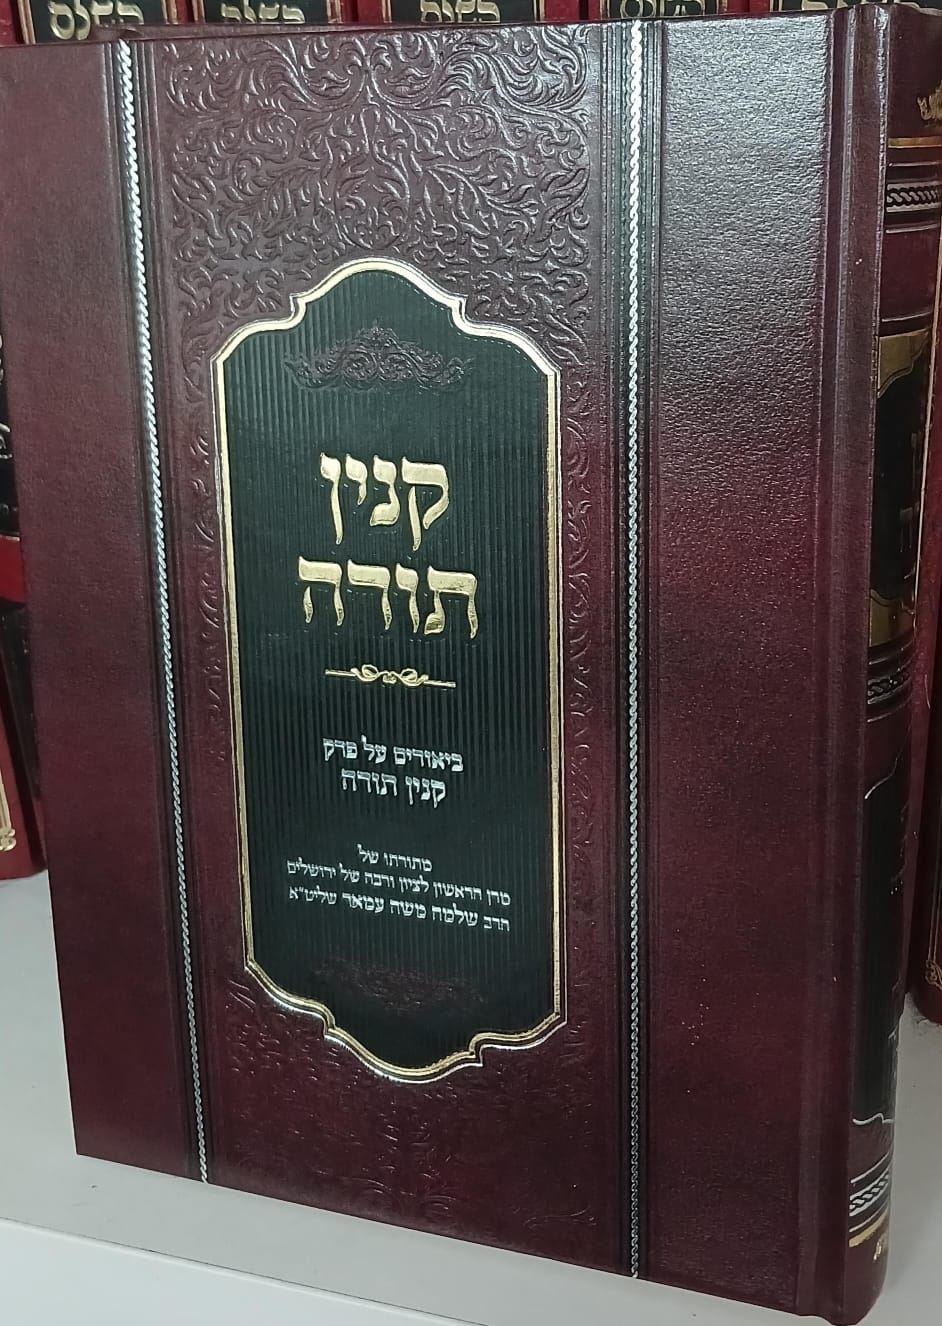 קנין
תורה
ביאורים על פרק
קנין תורה
מתורתו של
מרן הראשון לציון ורבה של ירושלים
הרב שלמה משה עמאר שליט"א